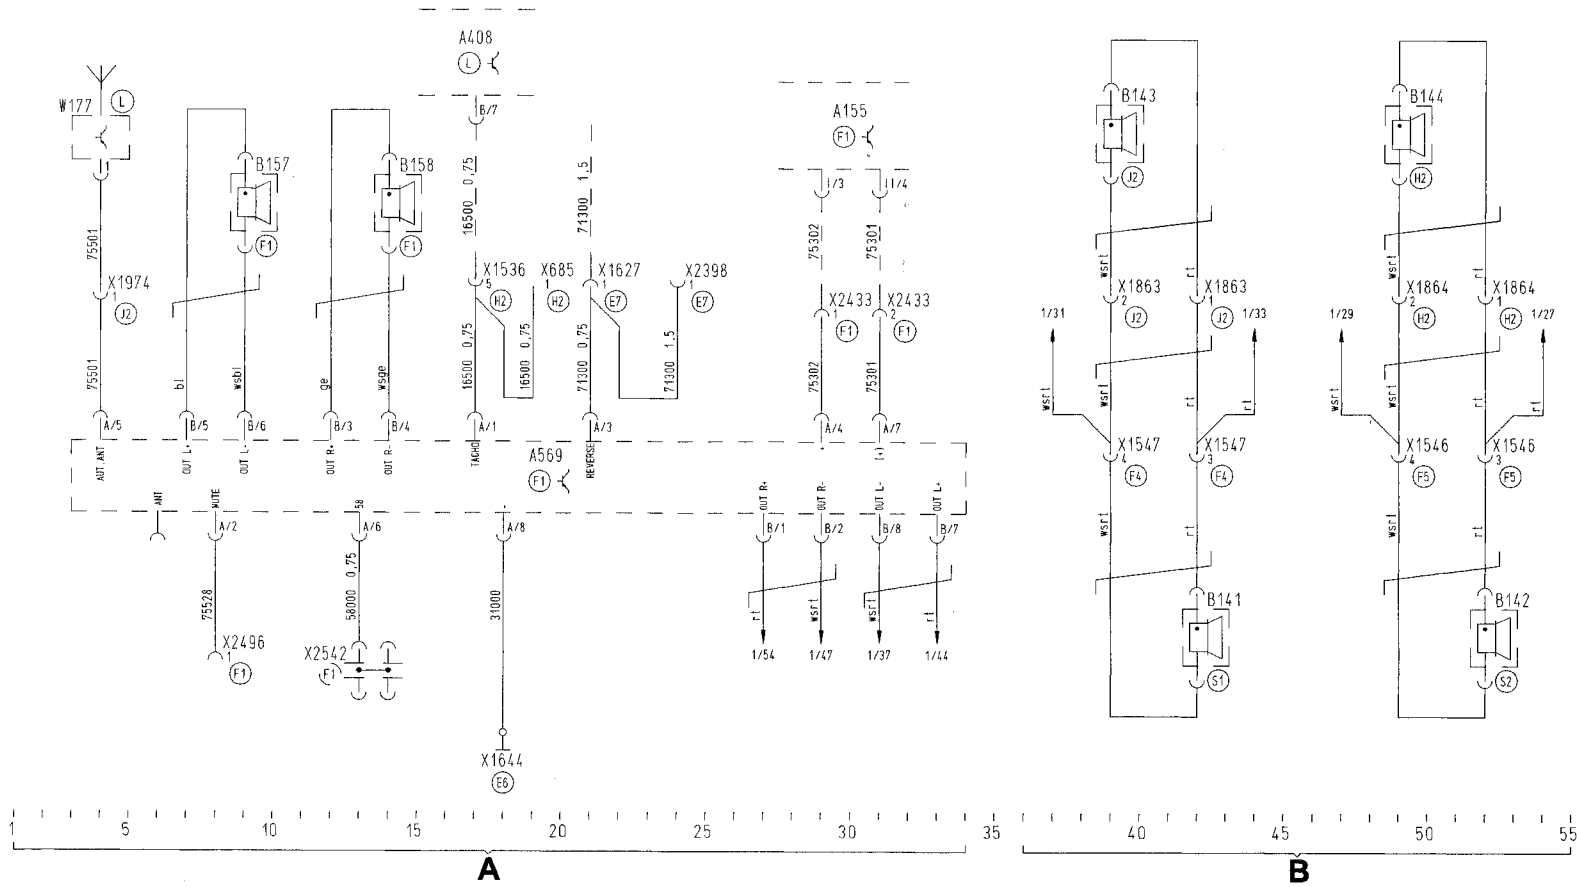 A408
L
B/7
W177
L
1
A155
F1
I/3
II/4
B143
J2
B144
H2
B157
F1
B158
F1
75501
16500 0,75
71300 1,5
75302
75301
X1974
1
J2
X1536
5
H2
X685
1
H2
X1627
1
E7
X2398
1
E7
X2433
1
F1
X2433
2
F1
wsrt
rt
wsrt
rt
X1863
2
J2
X1863
1
J2
X1864
2
H2
X1864
1
H2
1/31
1/33
1/29
1/27
75501
bl
wsbl
ge
wsge
16500 0,75
16500 0,75
71300 0,75
71300 1,5
75302
75301
wsrt
wsrt
rt
rt
wsrt
wsrt
rt
rt
A/5
B/5
B/6
B/3
B/4
A/1
A/3
A/4
A/7
X1547
4
F4
X1547
3
F4
X1546
4
F5
X1546
3
F5
AUT.ANT
OUT L+
OUT L-
OUT R+
OUT R-
TACHO
REVERSE
+
(+)
A569
F1
ANT
MUTE
58
-
OUT R+
OUT R-
OUT L-
OUT L+
A/2
A/6
A/8
B/1
B/2
B/8
B/7
wsrt
rt
wsrt
rt
75528
58000 0,75
31000
rt
wsrt
wsrt
rt
B141
S1
B142
S2
X2496
1
F1
X2542
F1
1/54
1/47
1/37
1/44
X1644
E6
1
5
10
15
20
25
30
35
40
45
50
55
A
B